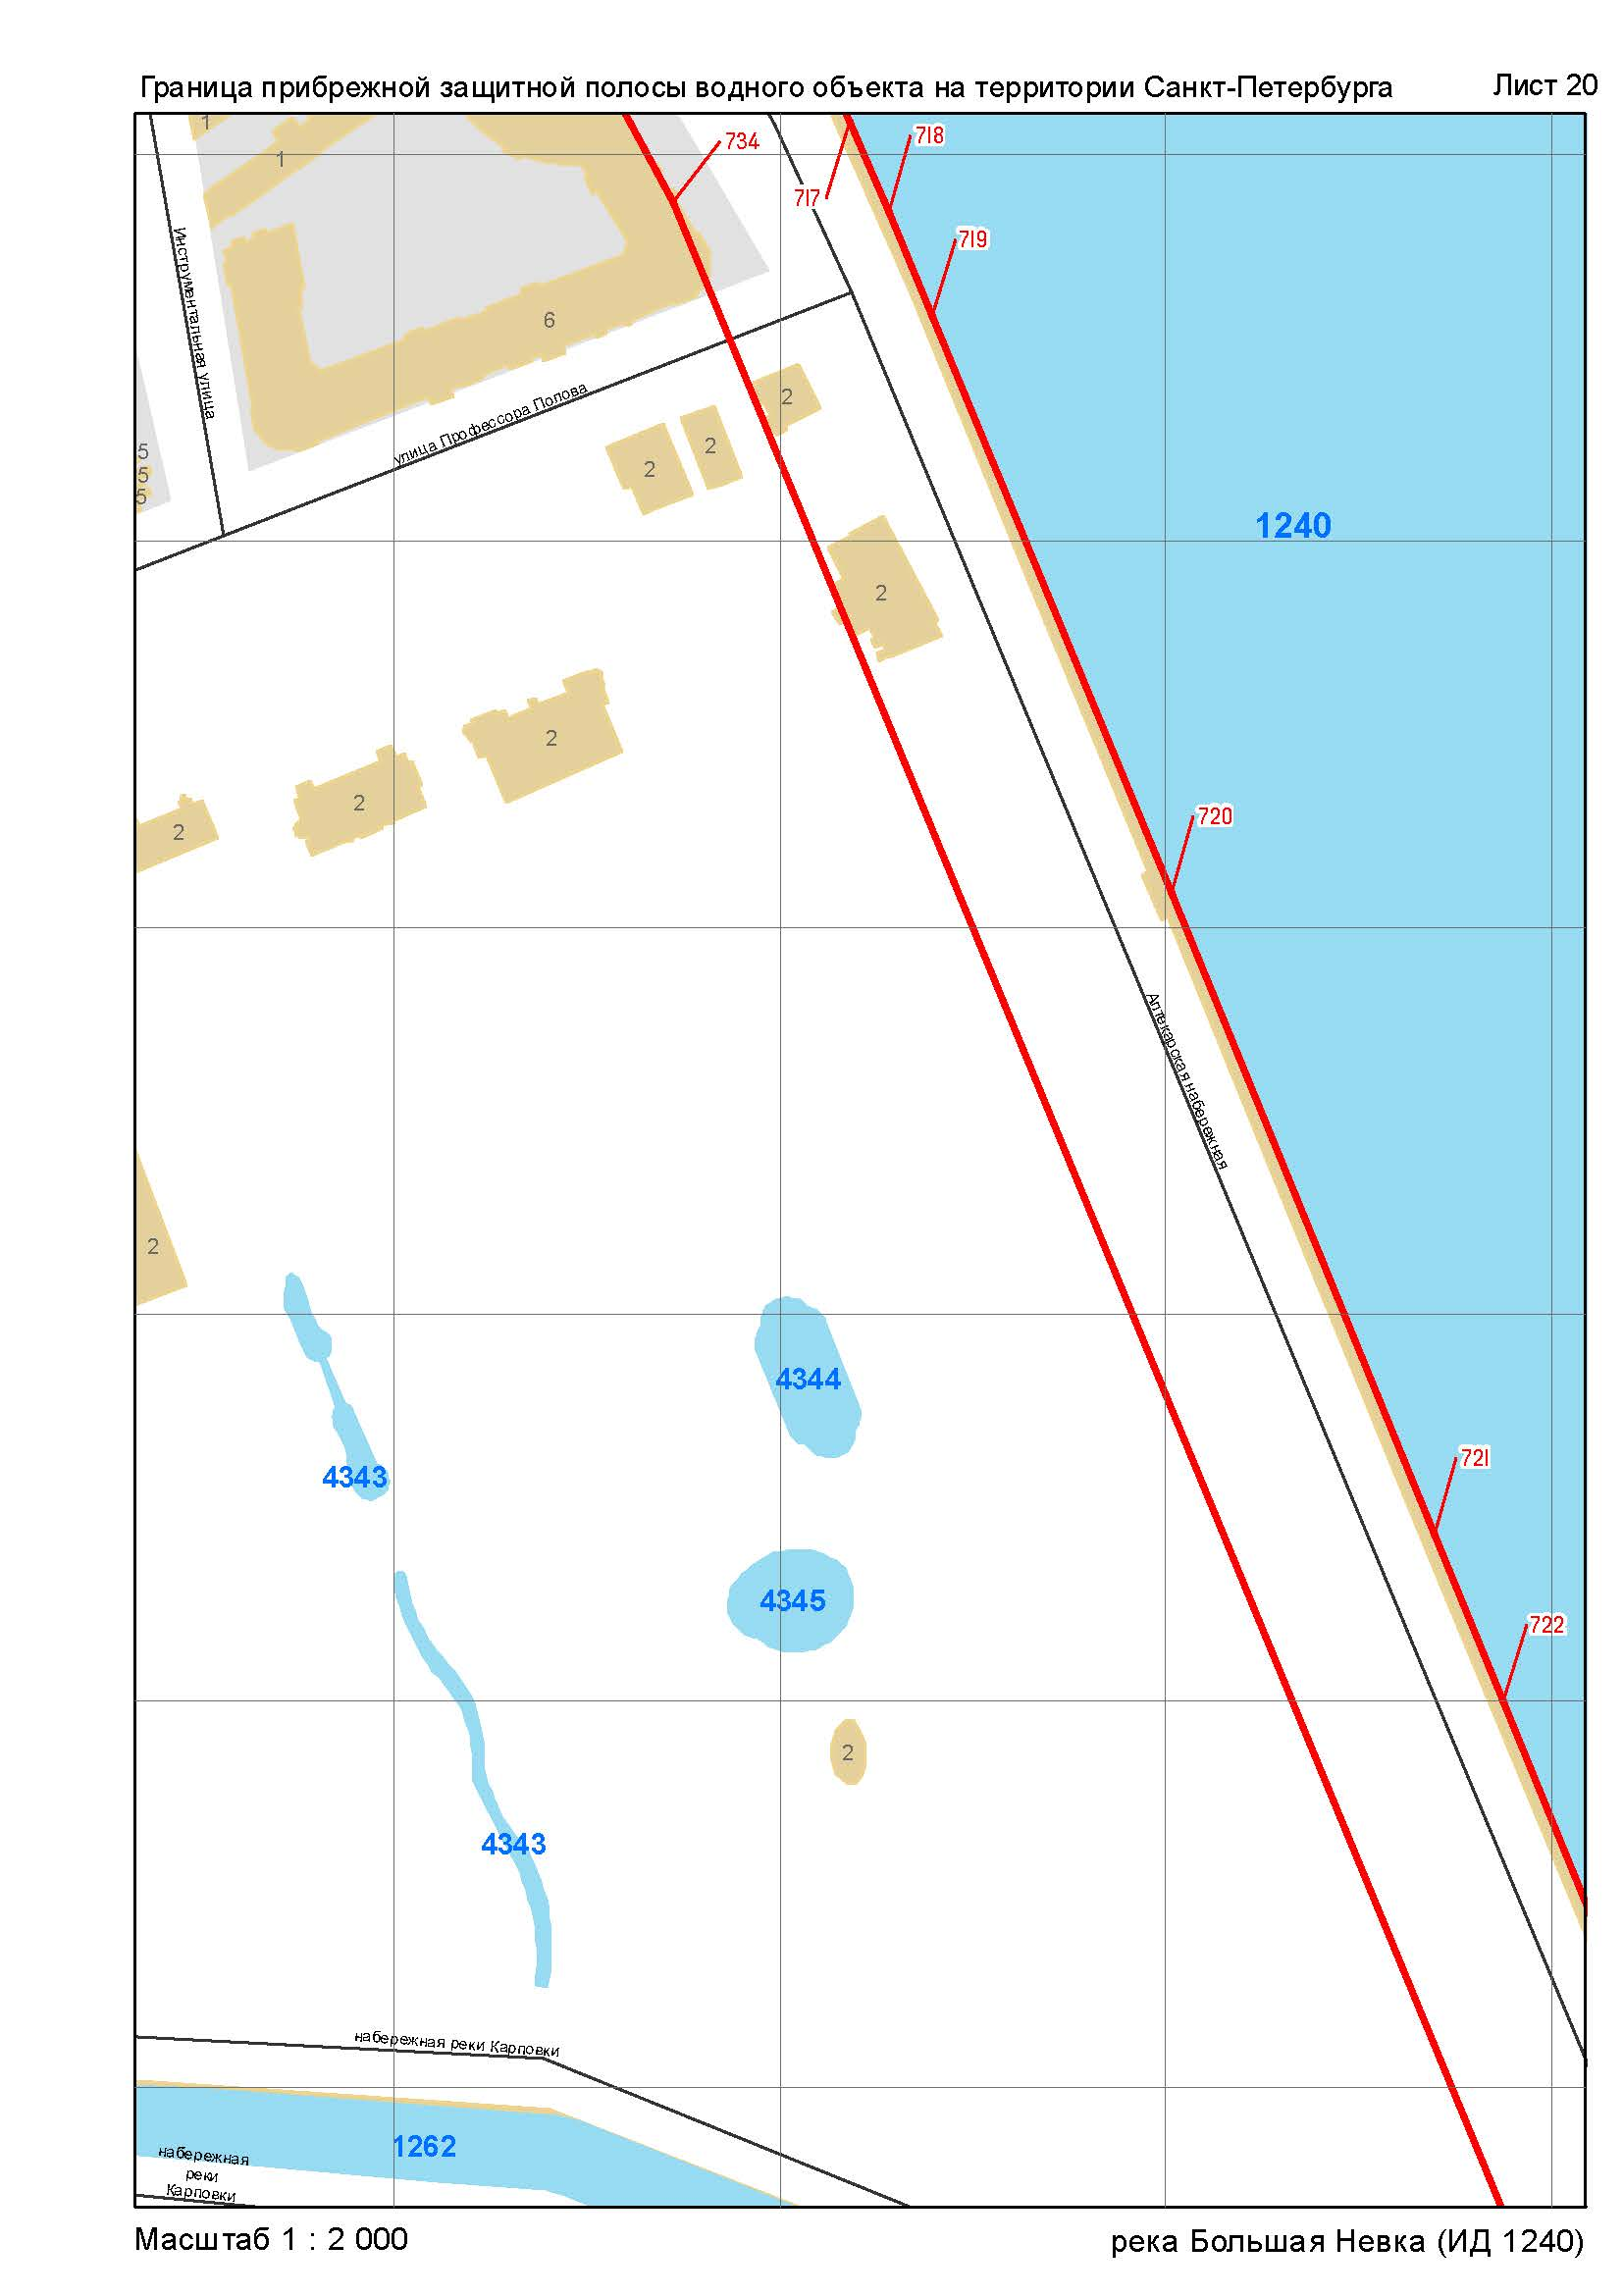 Граница прибрежной защитной полосы водного объекта на территории Санкт-Петербурга
Лист 20
1
1
734
718
717
719
Инструментальная улица
6
улица Профессора Попова
2
2
2
5
5
5
1240
2
2
2
2
720
Аптекарская набережная
2
4344
4343
721
4345
722
2
4343
набережная реки Карповки
1262
набережная
реки
Карповки
Масштаб 1 : 2 000
река Большая Невка (ИД 1240)